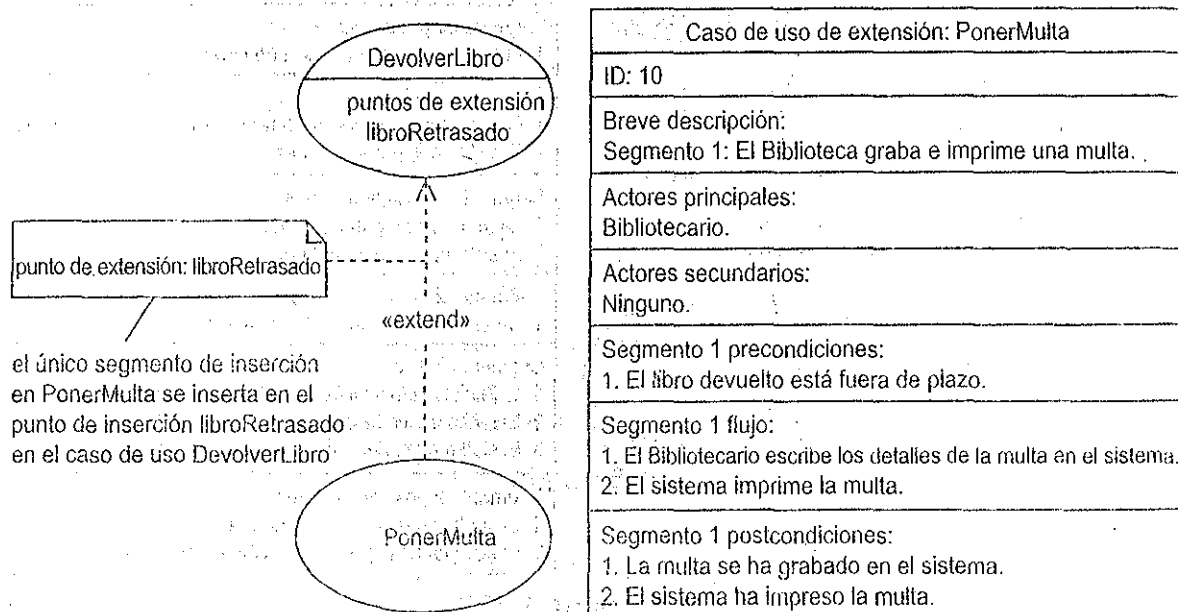 DevolverLibro
puntos de extensión
libroRetrasado
punto de extensión: libroRetrasado
«extend»
el único segmento de inserción
en PonerMulta se inserta en el
punto de inserción libroRetrasado
en el caso de uso DevolverLibro
PonerMulta
Caso de uso de extensión: PonerMulta
ID: 10
Breve descripción:
Segmento 1: El Biblioteca graba e imprime una multa.
Actores principales:
Bibliotecario.
Actores secundarios:
Ninguno.
Segmento 1 precondiciones:
1. El libro devuelto está fuera de plazo.
Segmento 1 flujo:
1. El Bibliotecario escribe los detalles de la multa en el sistema.
2. El sistema imprime la multa.
Segmento 1 postcondiciones:
1. La multa se ha grabado en el sistema.
2. El sistema ha impreso la multa.